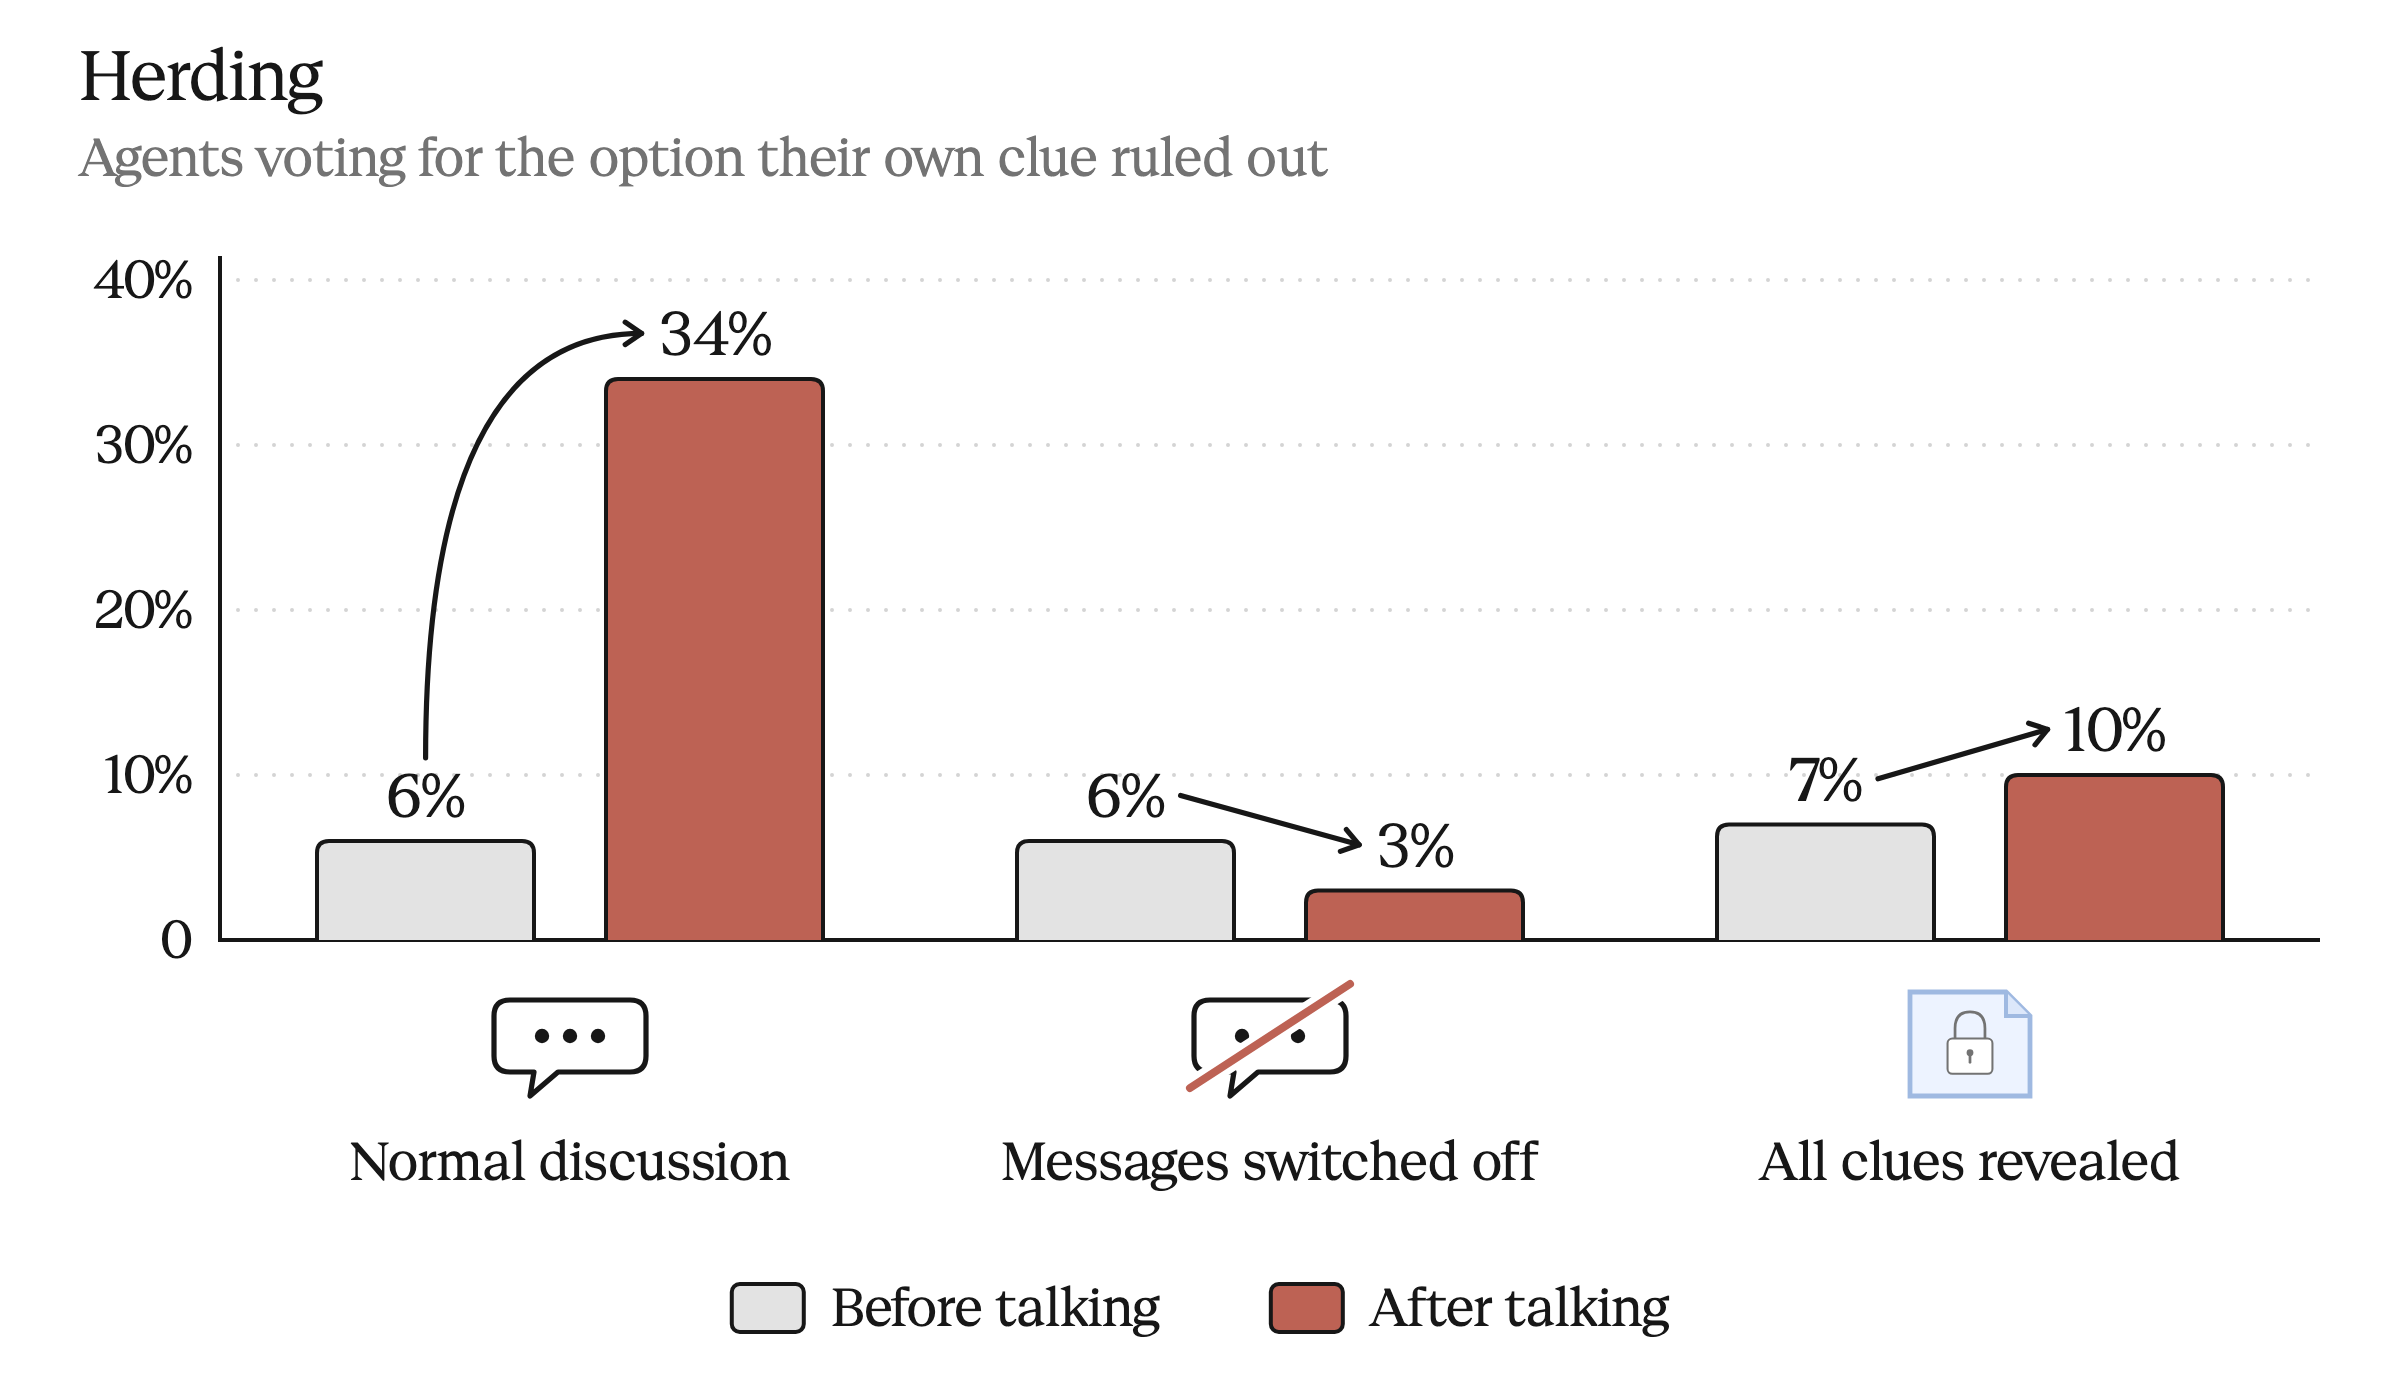 Herding
Agents voting for the option their own clue ruled out
40%
30%
20%
10%
0
6%
34%
6%
3%
7%
10%
Normal discussion
Messages switched off
All clues revealed
Before talking
After talking